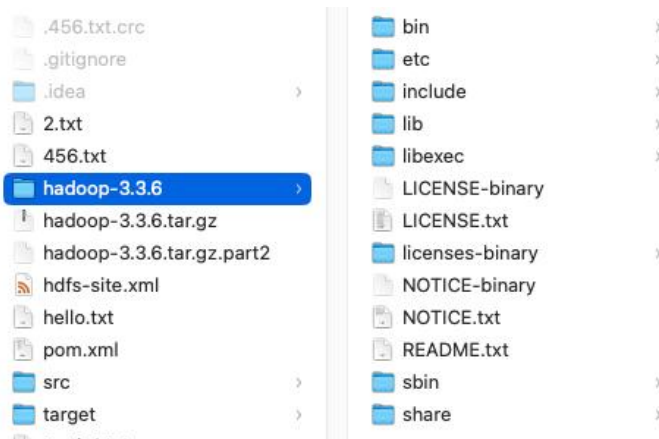 .456.txt.crc
.gitignore
.idea
2.txt
456.txt
hadoop-3.3.6
hadoop-3.3.6.tar.gz
hadoop-3.3.6.tar.gz.part2
hdfs-site.xml
hello.txt
pom.xml
src
target
bin
etc
include
lib
libexec
LICENSE-binary
LICENSE.txt
licenses-binary
NOTICE-binary
NOTICE.txt
README.txt
sbin
share